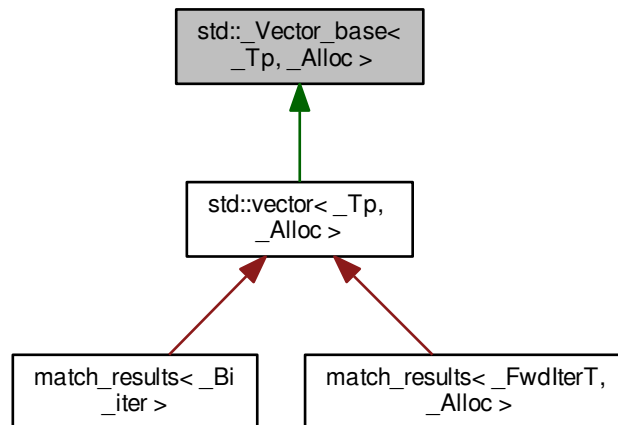 std::_Vector_base<
_Tp, _Alloc >
std::vector< _Tp,
_Alloc >
match_results< _Bi
_iter >
match_results< _FwdIterT,
_Alloc >